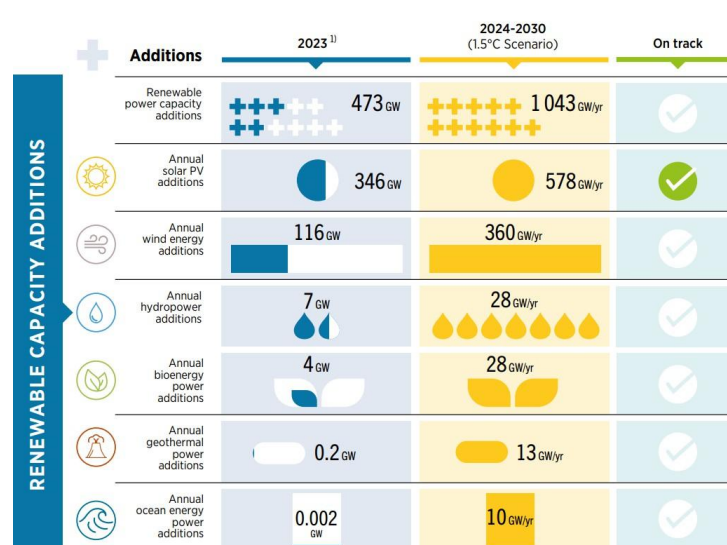 RENEWABLE CAPACITY ADDITIONS
Additions
2023 1)
2024-2030
(1.5°C Scenario)
On track
Renewable
power capacity
additions
473 GW
1 043 GW/yr
Annual
solar PV
additions
346 GW
578 GW/yr
Annual
wind energy
additions
116 GW
360 GW/yr
Annual
hydropower
additions
7 GW
28 GW/yr
Annual
bioenergy
power
additions
4 GW
28 GW/yr
Annual
geothermal
power
additions
0.2 GW
13 GW/yr
Annual
ocean energy
power
additions
0.002
GW
10 GW/yr